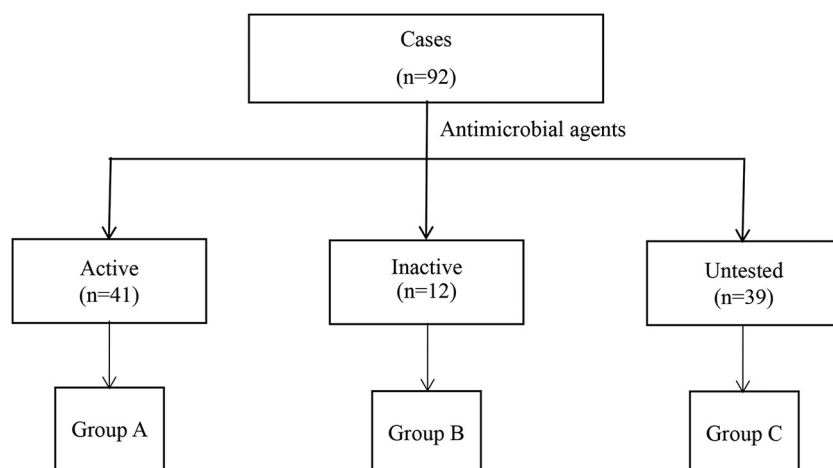 Cases
(n=92)
Antimicrobial agents
Active
(n=41)
Inactive
(n=12)
Untested
(n=39)
Group A
Group B
Group C